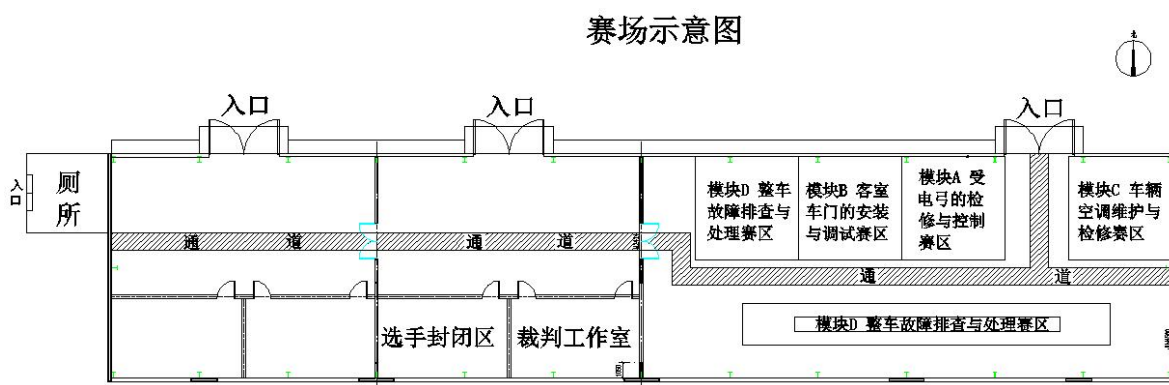 赛场示意图
北
入口
入口
入口
入口
厕所
模块D 整车
故障排查与
处理赛区
模块B 客室
车门的安装
与调试赛区
模块A 受
电弓的检
修与控制
赛区
模块C 车辆
空调维护与
检修赛区
通道
通道
通道
选手封闭区
裁判工作室
模块D 整车故障排查与处理赛区